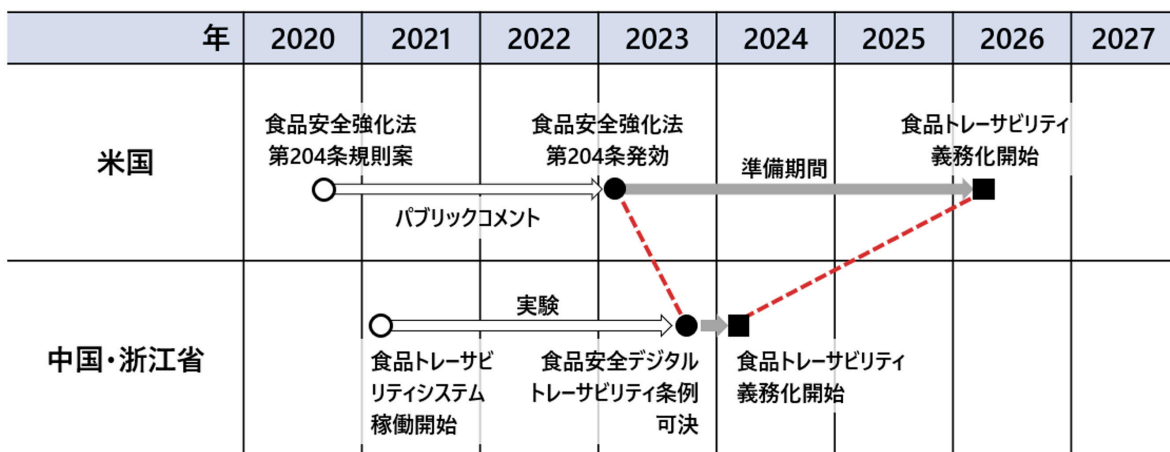 年 2020 2021 2022 2023 2024 2025 2026 2027
米国
食品安全強化法
第204条規則案
パブリックコメント
食品安全強化法
第204条発効
準備期間
食品トレーサビリティ
義務化開始
中国・浙江省
食品トレーサビ
リティシステム
稼働開始
実験
食品安全デジタル
トレーサビリティ条例
可決
食品トレーサビリティ
義務化開始